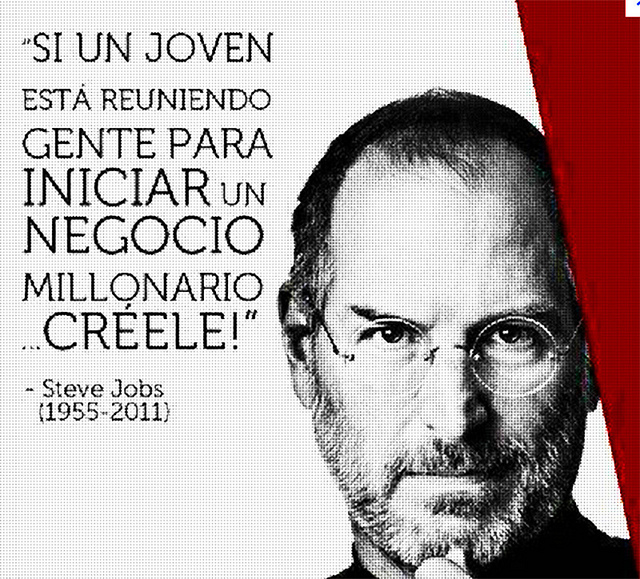 “SI UN JOVEN
ESTÁ REUNIENDO
GENTE PARA
INICIAR UN
NEGOCIO
MILLONARIO
...CRÉELE!”
- Steve Jobs
(1955-2011)